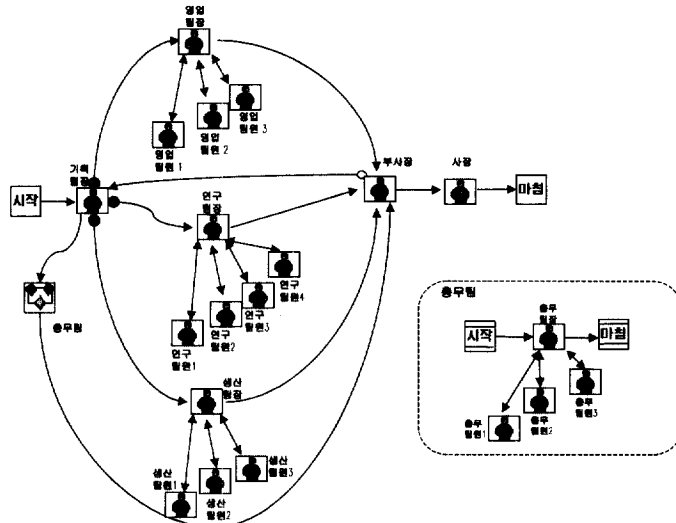 영업
팀장
영업
팀원 1
영업
팀원 2
영업
팀원 3
기획
팀장
시작
부사장
사장
마침
연구
팀장
연구
팀원1
연구
팀원2
연구
팀원3
연구
팀원4
총무팀
생산
팀장
생산
팀원1
생산
팀원2
생산
팀원3
총무팀
시작
총무
팀장
마침
총무
팀원1
총무
팀원2
총무
팀원3